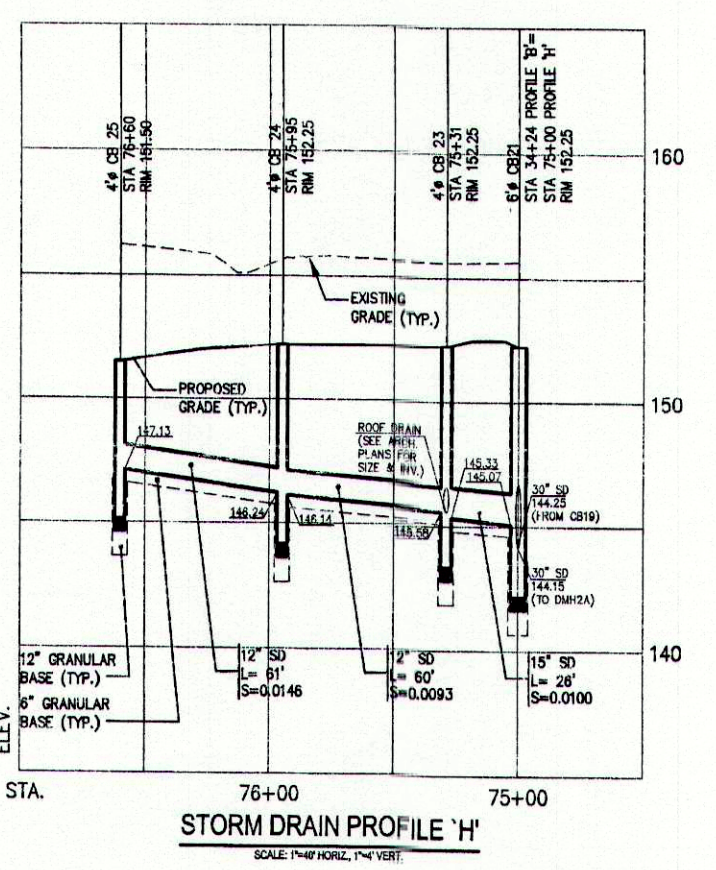 4'ø CB 25
STA 76+60
RIM 151.50
4'ø CB 24
STA 75+95
RIM 152.25
4'ø CB 23
STA 75+31
RIM 152.25
6'ø CB21
STA 34+24 PROFILE 'B'=
STA 75+00 PROFILE 'H'
RIM 152.25
160
EXISTING
GRADE (TYP.)
PROPOSED
GRADE (TYP.)
150
147.13
ROOF DRAIN
(SEE ARCH.
PLANS FOR
SIZE & INV.)
145.33
145.07
30" SD
144.25
(FROM CB19)
146.24
146.14
145.58
30" SD
144.15
(TO DMH2A)
140
12" GRANULAR
BASE (TYP.)
6" GRANULAR
BASE (TYP.)
12" SD
L= 61'
S=0.0146
2" SD
L= 60'
S=0.0093
15" SD
L= 26'
S=0.0100
ELEV.
STA.
76+00
75+00
STORM DRAIN PROFILE 'H'
SCALE: 1"=40' HORIZ., 1"=4' VERT.